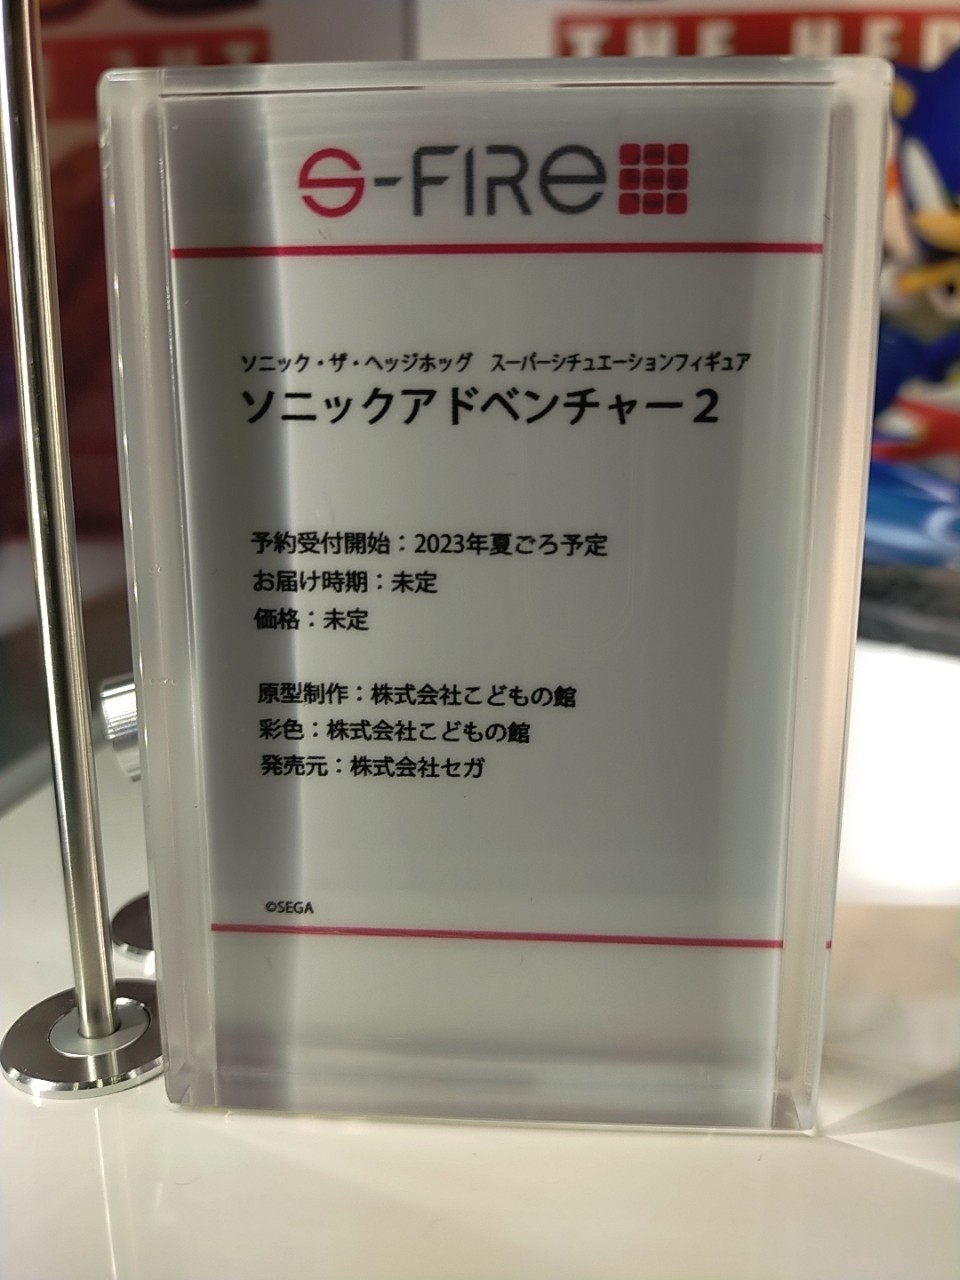 THE HED
S-FIRE
ソニック・ザ・ヘッジホッグ　スーパーシチュエーションフィギュア
ソニックアドベンチャー2
予約受付開始：2023年夏ごろ予定
お届け時期：未定
価格：未定
原型制作：株式会社こどもの館
彩色：株式会社こどもの館
発売元：株式会社セガ
©SEGA